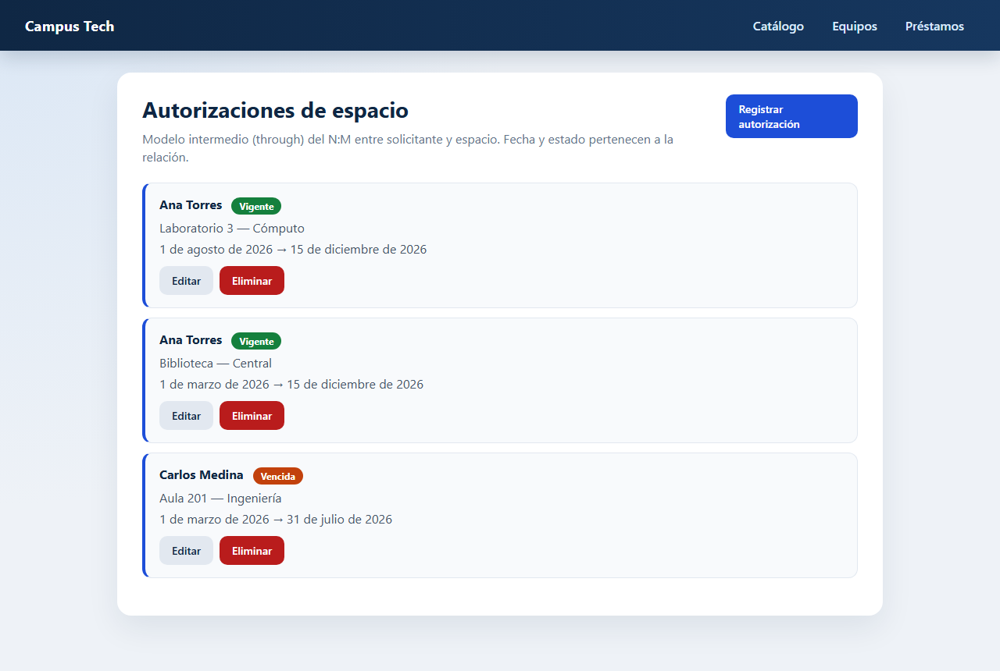 Campus Tech
Catálogo Equipos Préstamos
Autorizaciones de espacio
Registrar
autorización
Modelo intermedio (through) del N:M entre solicitante y espacio. Fecha y estado pertenecen a la
relación.
Ana Torres Vigente
Laboratorio 3 — Cómputo
1 de agosto de 2026 → 15 de diciembre de 2026
Editar Eliminar
Ana Torres Vigente
Biblioteca — Central
1 de marzo de 2026 → 15 de diciembre de 2026
Editar Eliminar
Carlos Medina Vencida
Aula 201 — Ingeniería
1 de marzo de 2026 → 31 de julio de 2026
Editar Eliminar